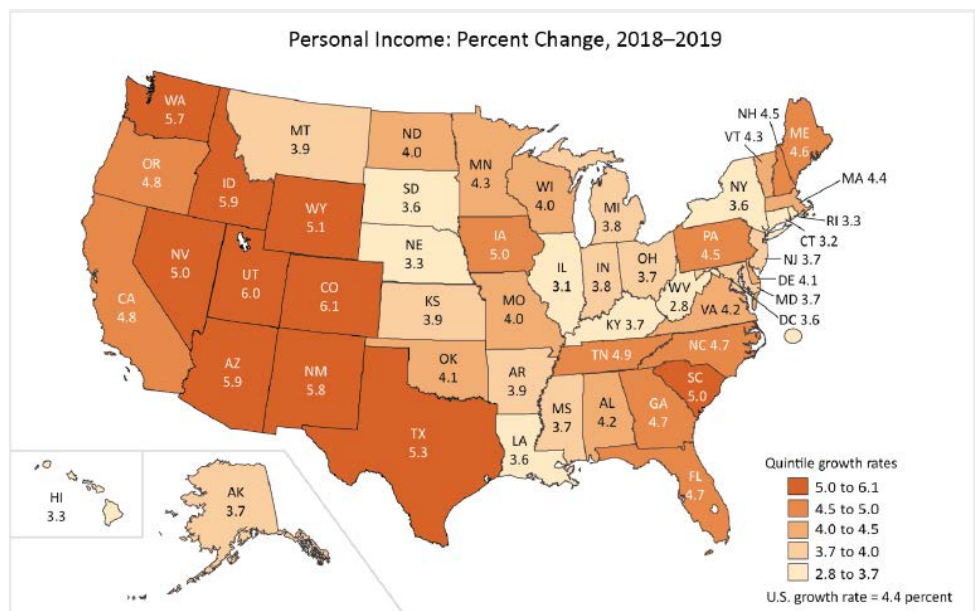 Personal Income: Percent Change, 2018–2019
WA
5.7
MT
3.9
ND
4.0
MN
4.3
NH 4.5
VT 4.3
ME
4.6
OR
4.8
ID
5.9
WY
5.1
SD
3.6
WI
4.0
MI
3.8
NY
3.6
MA 4.4
RI 3.3
CT 3.2
NJ 3.7
DE 4.1
MD 3.7
DC 3.6
NV
5.0
UT
6.0
CO
6.1
NE
3.3
IA
5.0
IL
3.1
IN
3.8
OH
3.7
PA
4.5
WV
2.8
VA 4.2
CA
4.8
KS
3.9
MO
4.0
KY 3.7
AZ
5.9
NM
5.8
OK
4.1
AR
3.9
TN 4.9
NC 4.7
SC
5.0
TX
5.3
LA
3.6
MS
3.7
AL
4.2
GA
4.7
FL
4.7
HI
3.3
AK
3.7
Quintile growth rates
5.0 to 6.1
4.5 to 5.0
4.0 to 4.5
3.7 to 4.0
2.8 to 3.7
U.S. growth rate = 4.4 percent